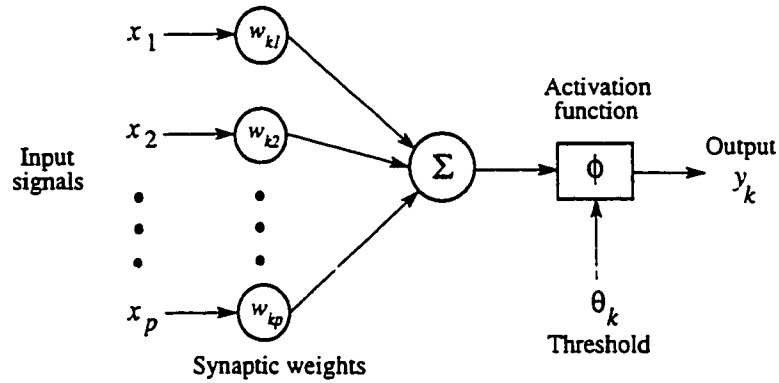 x1
wk1
x2
wk2
Input
signals
xp
wkp
Synaptic weights
Σ
Activation
function
ϕ
Output
yk
θk
Threshold